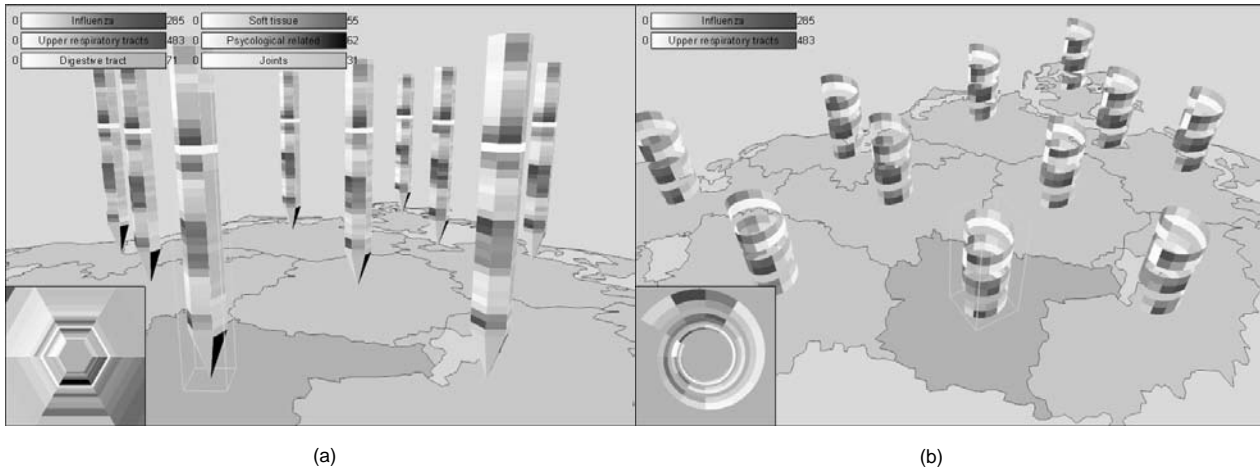 0 Influenza 285 0 Soft tissue 55
0 Upper respiratory tracts 483 0 Psycological related 62
0 Digestive tract 71 0 Joints 31
0 Influenza 285
0 Upper respiratory tracts 483
(a)
(b)